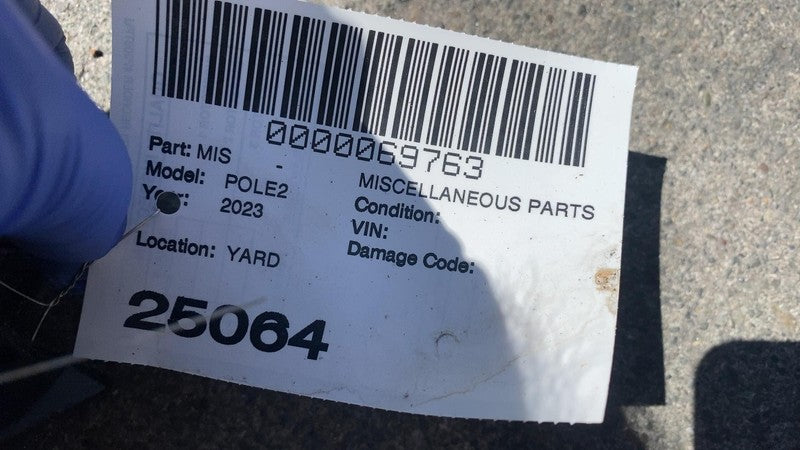 0000069763
Part: MIS -
MISCELLANEOUS PARTS
Model: POLE2
Condition:
Year: 2023
VIN:
Damage Code:
Location: YARD
25064